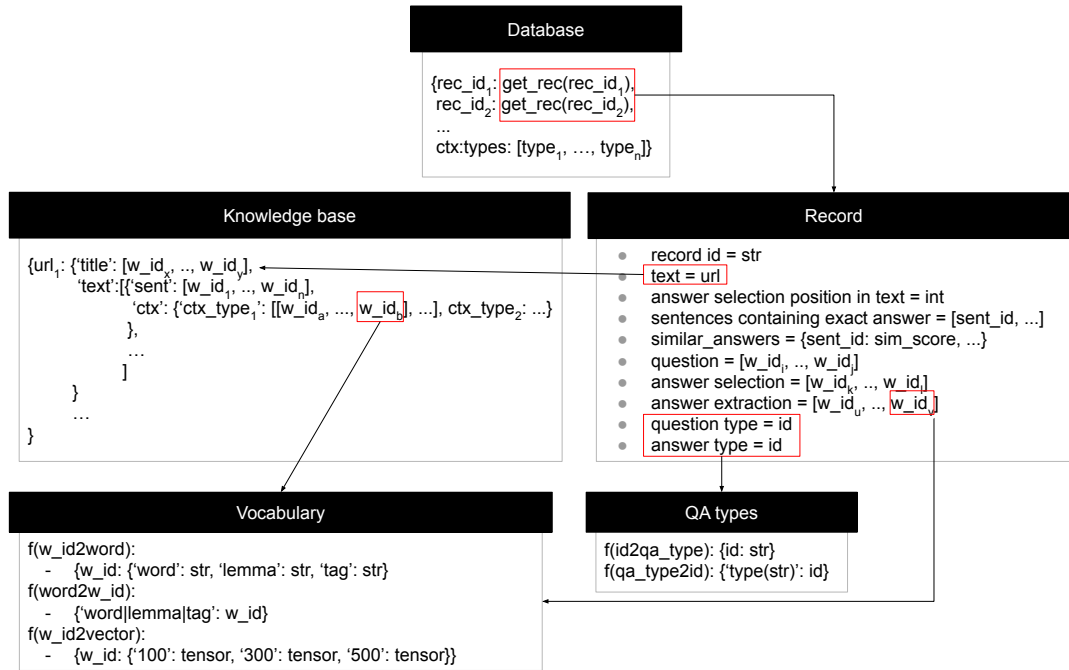 Database
{rec_id₁: get_rec(rec_id₁),
rec_id₂: get_rec(rec_id₂),
...
ctx:types: [type₁, …, typeₙ]}
Knowledge base
{url₁: {‘title’: [w_idₓ, .., w_id_y],
‘text’:[{‘sent’: [w_id₁, .., w_idₙ],
‘ctx’: {‘ctx_type₁’: [[w_idₐ, ..., w_id_b], ...], ctx_type₂: ...}
},
…
]
}
…
}
Record
● record id = str
● text = url
● answer selection position in text = int
● sentences containing exact answer = [sent_id, ...]
● similar_answers = {sent_id: sim_score, ...}
● question = [w_idᵢ, .., w_idⱼ]
● answer selection = [w_idₖ, .., w_idₗ]
● answer extraction = [w_idᵤ, .., w_idᵥ]
● question type = id
● answer type = id
Vocabulary
f(w_id2word):
- {w_id: {‘word’: str, ‘lemma’: str, ‘tag’: str}
f(word2w_id):
- {‘word|lemma|tag’: w_id}
f(w_id2vector):
- {w_id: {‘100’: tensor, ‘300’: tensor, ‘500’: tensor}}
QA types
f(id2qa_type): {id: str}
f(qa_type2id): {‘type(str)’: id}